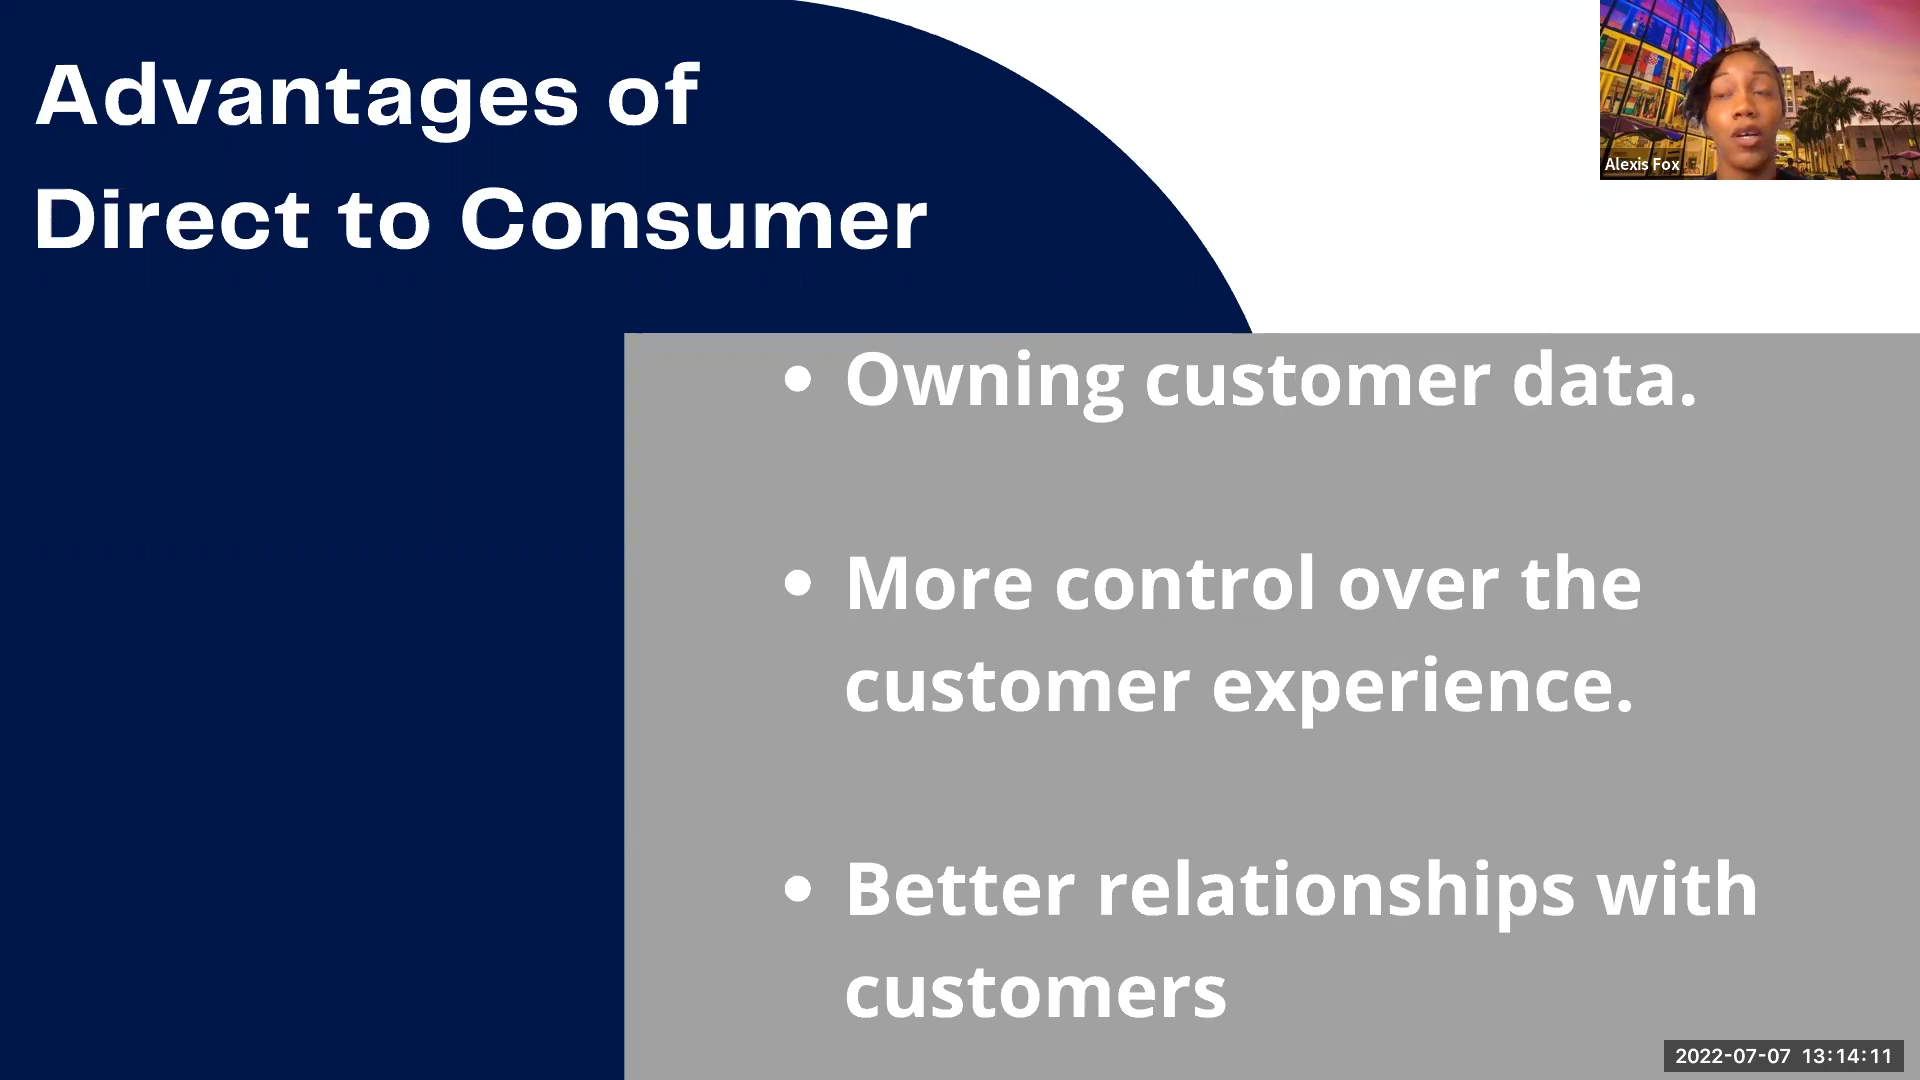 Advantages of
Direct to Consumer
Alexis Fox
• Owning customer data.
• More control over the
customer experience.
• Better relationships with
customers
2022-07-07 13:14:11